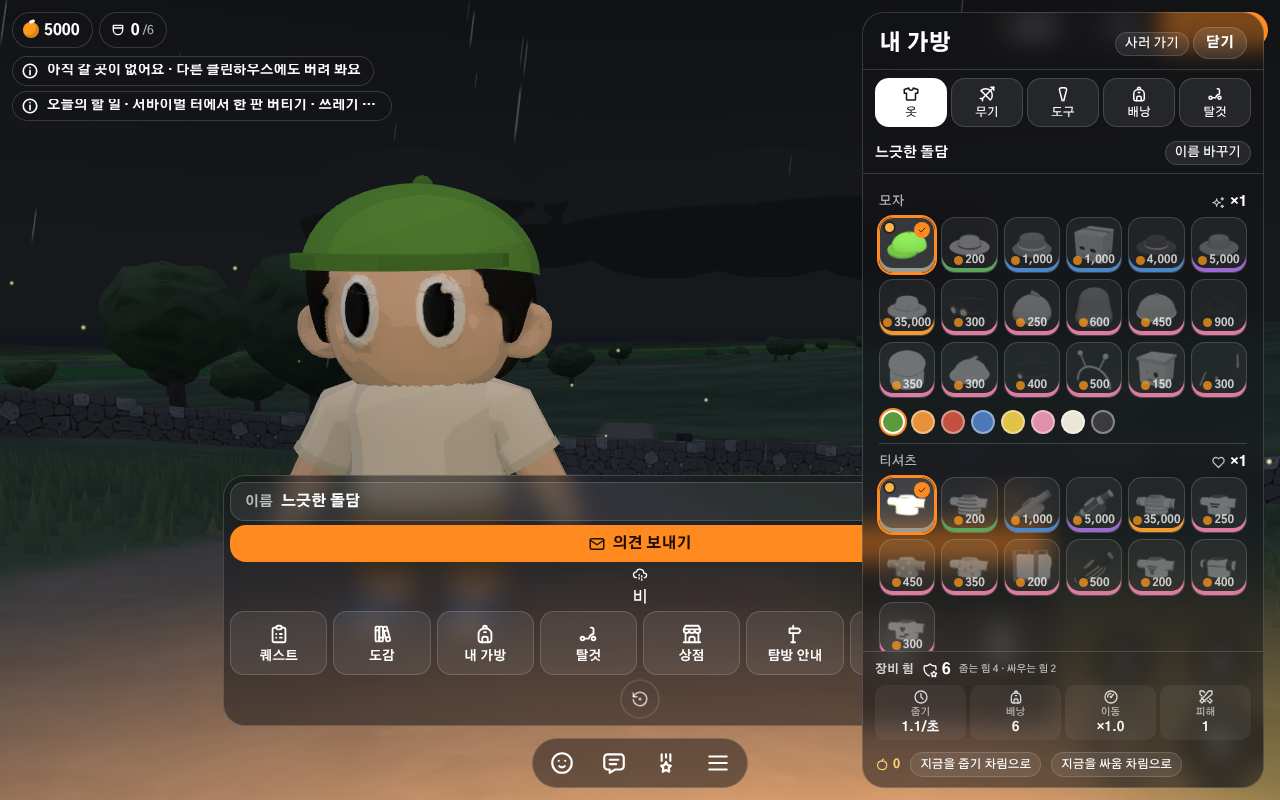 5000
0 /6
아직 갈 곳이 없어요 · 다른 클린하우스에도 버려 봐요
오늘의 할 일 · 서바이벌 터에서 한 판 버티기 · 쓰레기 ···
이름 느긋한 돌담
의견 보내기
비
퀘스트 도감 내 가방 탈것 상점 탐방 안내
내 가방 사러 가기 닫기
옷 무기 도구 배낭 탈것
느긋한 돌담 이름 바꾸기
모자 ×1
200 1,000 1,000 4,000 5,000
35,000 300 250 600 450 900
350 300 400 500 150 300
티셔츠 ×1
200 1,000 5,000 35,000 250
450 350 200 500 200 400
300
장비 힘 6 줍는 힘 4 · 싸우는 힘 2
줍기 배낭 이동 피해
1.1/초 6 ×1.0 1
0 지금을 줍기 차림으로 지금을 싸움 차림으로